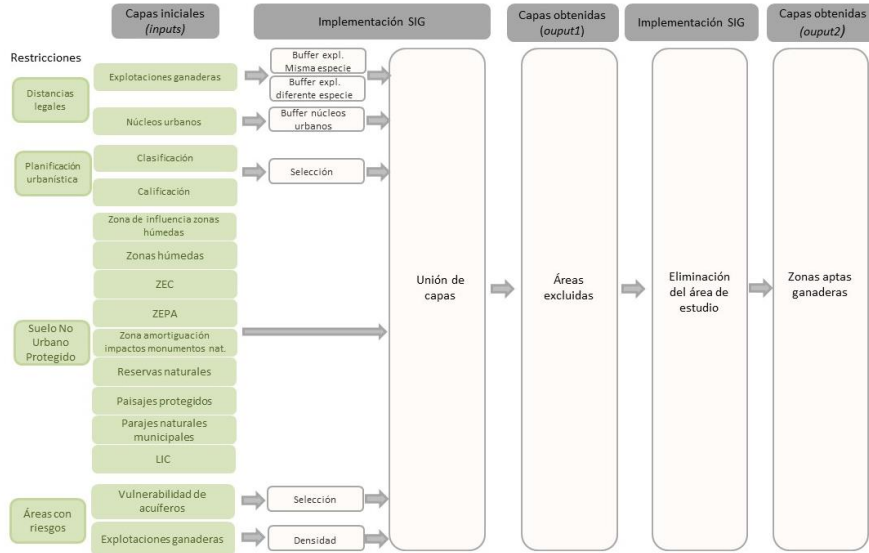 Capas iniciales
(inputs)
Implementación SIG
Capas obtenidas
(ouput1)
Implementación SIG
Capas obtenidas
(ouput2)
Restricciones
Distancias
legales
Explotaciones ganaderas
Buffer expl.
Misma especie
Buffer expl.
diferente especie
Núcleos urbanos
Buffer núcleos
urbanos
Planificación
urbanística
Clasificación
Calificación
Selección
Suelo No
Urbano
Protegido
Zona de influencia zonas
húmedas
Zonas húmedas
ZEC
ZEPA
Zona amortiguación
impactos monumentos nat.
Reservas naturales
Paisajes protegidos
Parajes naturales
municipales
LIC
Áreas con
riesgos
Vulnerabilidad de
acuíferos
Selección
Explotaciones ganaderas
Densidad
Unión de
capas
Áreas
excluidas
Eliminación
del área de
estudio
Zonas aptas
ganaderas